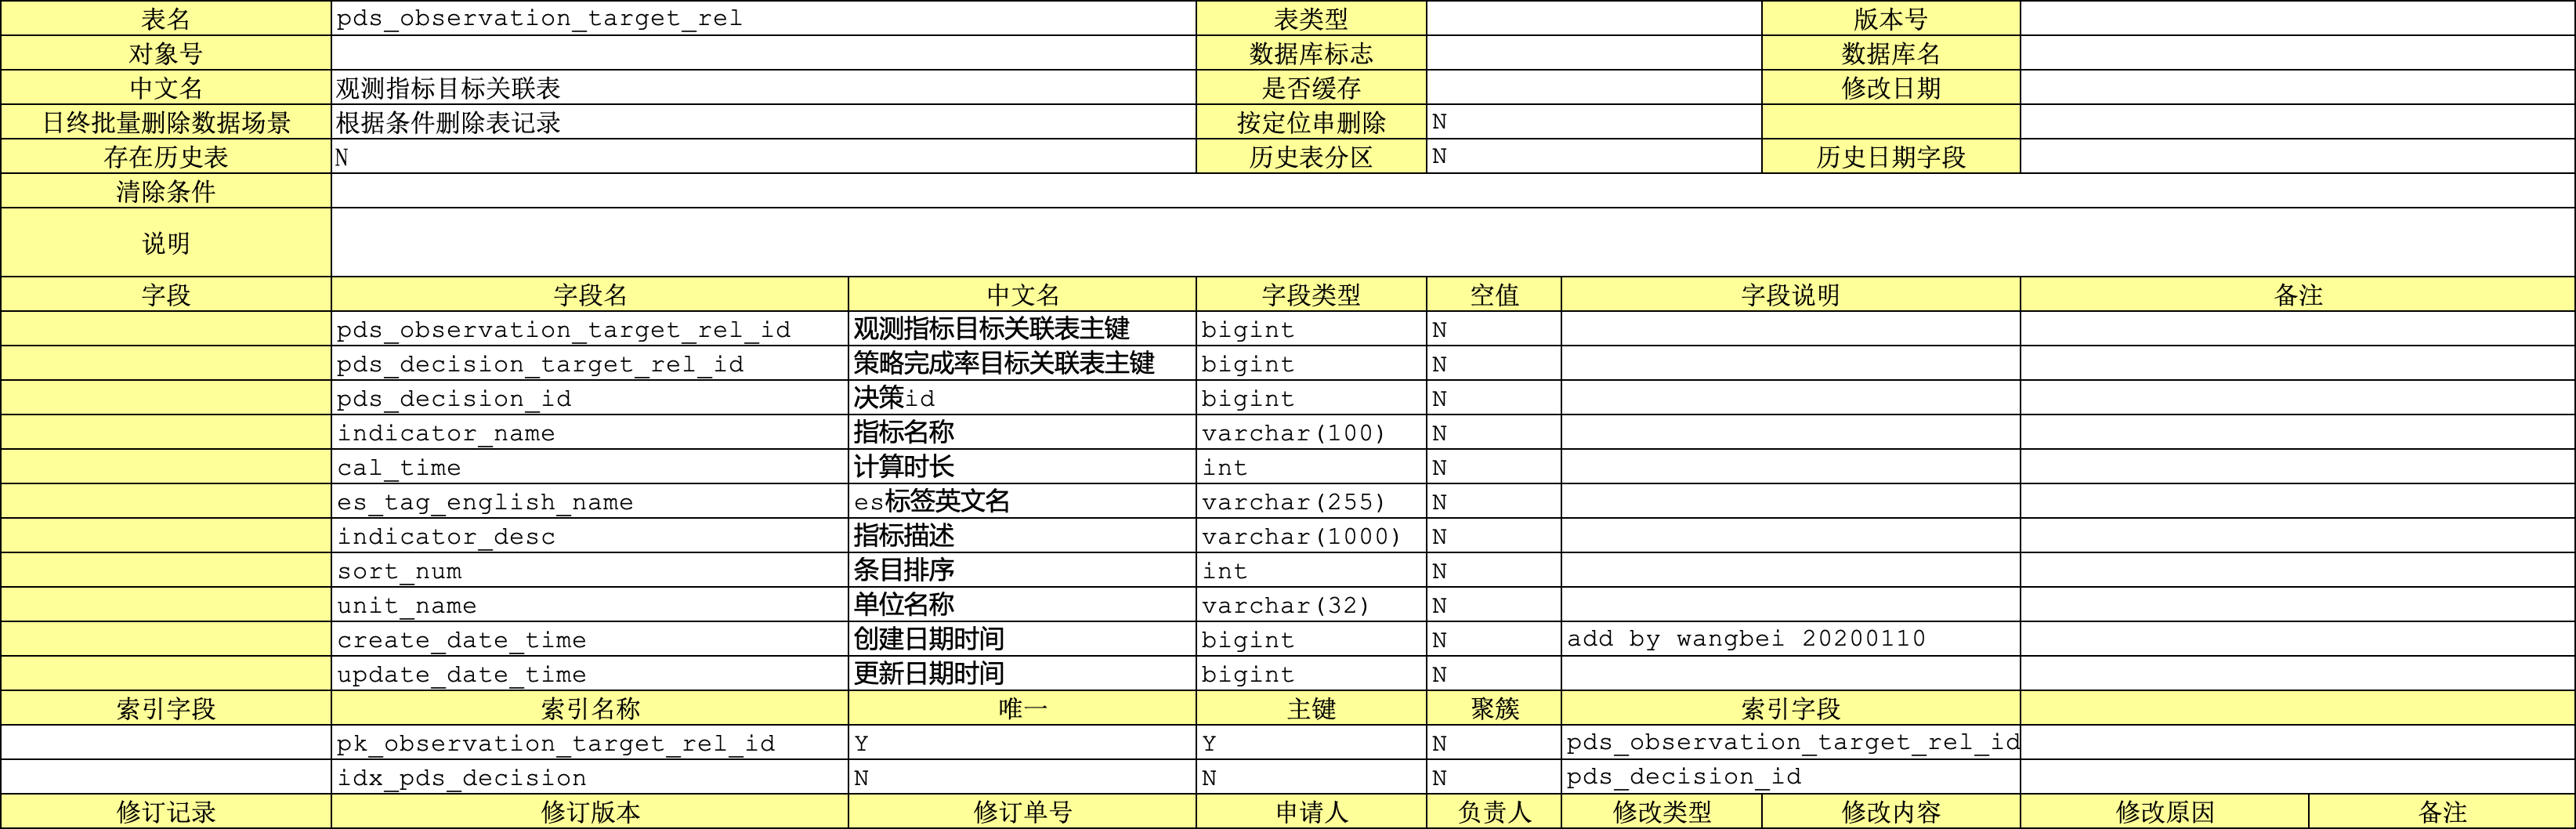 表名 pds_observation_target_rel 表类型 版本号
对象号 数据库标志 数据库名
中文名 观测指标目标关联表 是否缓存 修改日期
日终批量删除数据场景 根据条件删除表记录 按定位串删除 N
存在历史表 N 历史表分区 N 历史日期字段
清除条件
说明
字段 字段名 中文名 字段类型 空值 字段说明 备注
pds_observation_target_rel_id 观测指标目标关联表主键 bigint N
pds_decision_target_rel_id 策略完成率目标关联表主键 bigint N
pds_decision_id 决策id bigint N
indicator_name 指标名称 varchar(100) N
cal_time 计算时长 int N
es_tag_english_name es标签英文名 varchar(255) N
indicator_desc 指标描述 varchar(1000) N
sort_num 条目排序 int N
unit_name 单位名称 varchar(32) N
create_date_time 创建日期时间 bigint N add by wangbei 20200110
update_date_time 更新日期时间 bigint N
索引字段 索引名称 唯一 主键 聚簇 索引字段
pk_observation_target_rel_id Y Y N pds_observation_target_rel_id
idx_pds_decision N N N pds_decision_id
修订记录 修订版本 修订单号 申请人 负责人 修改类型 修改内容 修改原因 备注